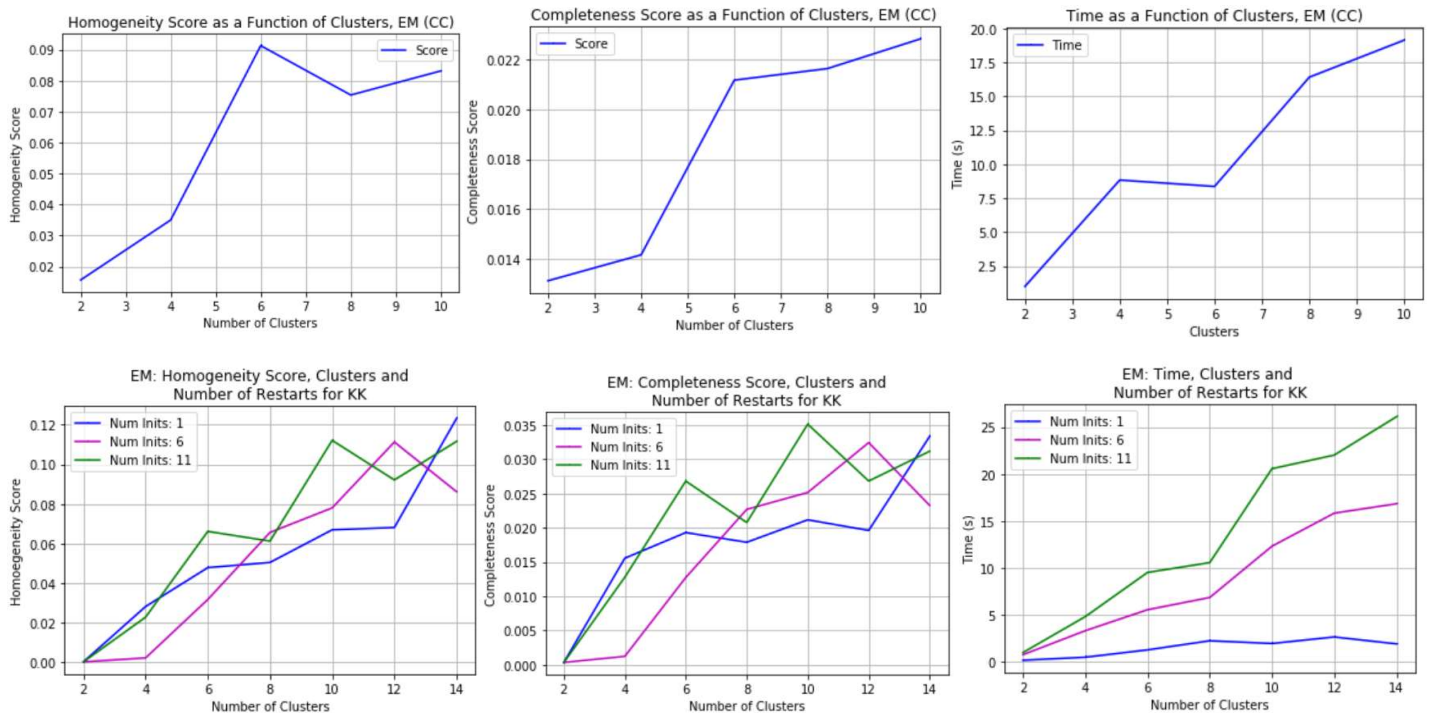 Homogeneity Score as a Function of Clusters, EM (CC)
Score
0.09
0.08
0.07
0.06
0.05
0.04
0.03
0.02
Homogeneity Score
2 3 4 5 6 7 8 9 10
Number of Clusters
Completeness Score as a Function of Clusters, EM (CC)
Score
0.022
0.020
0.018
0.016
0.014
Completeness Score
2 3 4 5 6 7 8 9 10
Number of Clusters
Time as a Function of Clusters, EM (CC)
Time
20.0
17.5
15.0
12.5
10.0
7.5
5.0
2.5
Time (s)
2 3 4 5 6 7 8 9 10
Clusters
EM: Homogeneity Score, Clusters and
Number of Restarts for KK
Num Inits: 1
Num Inits: 6
Num Inits: 11
0.12
0.10
0.08
0.06
0.04
0.02
0.00
Homoegeneity Score
2 4 6 8 10 12 14
Number of Clusters
EM: Completeness Score, Clusters and
Number of Restarts for KK
Num Inits: 1
Num Inits: 6
Num Inits: 11
0.035
0.030
0.025
0.020
0.015
0.010
0.005
0.000
Completeness Score
2 4 6 8 10 12 14
Number of Clusters
EM: Time, Clusters and
Number of Restarts for KK
Num Inits: 1
Num Inits: 6
Num Inits: 11
25
20
15
10
5
0
Time (s)
2 4 6 8 10 12 14
Number of Clusters